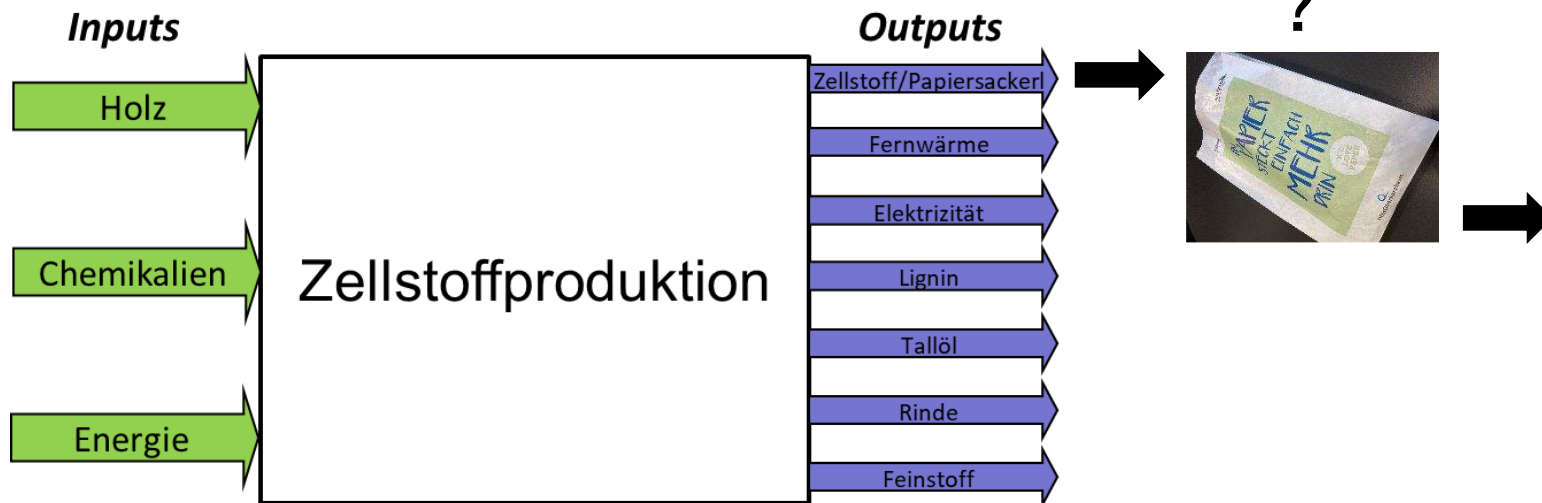 Inputs
Outputs
?
Holz
Chemikalien
Energie
Zellstoffproduktion
Zellstoff/Papiersackerl
Fernwärme
Elektrizität
Lignin
Tallöl
Rinde
Feinstoff
PAPIER
STECKT
EINFACH
MEHR
DRIN